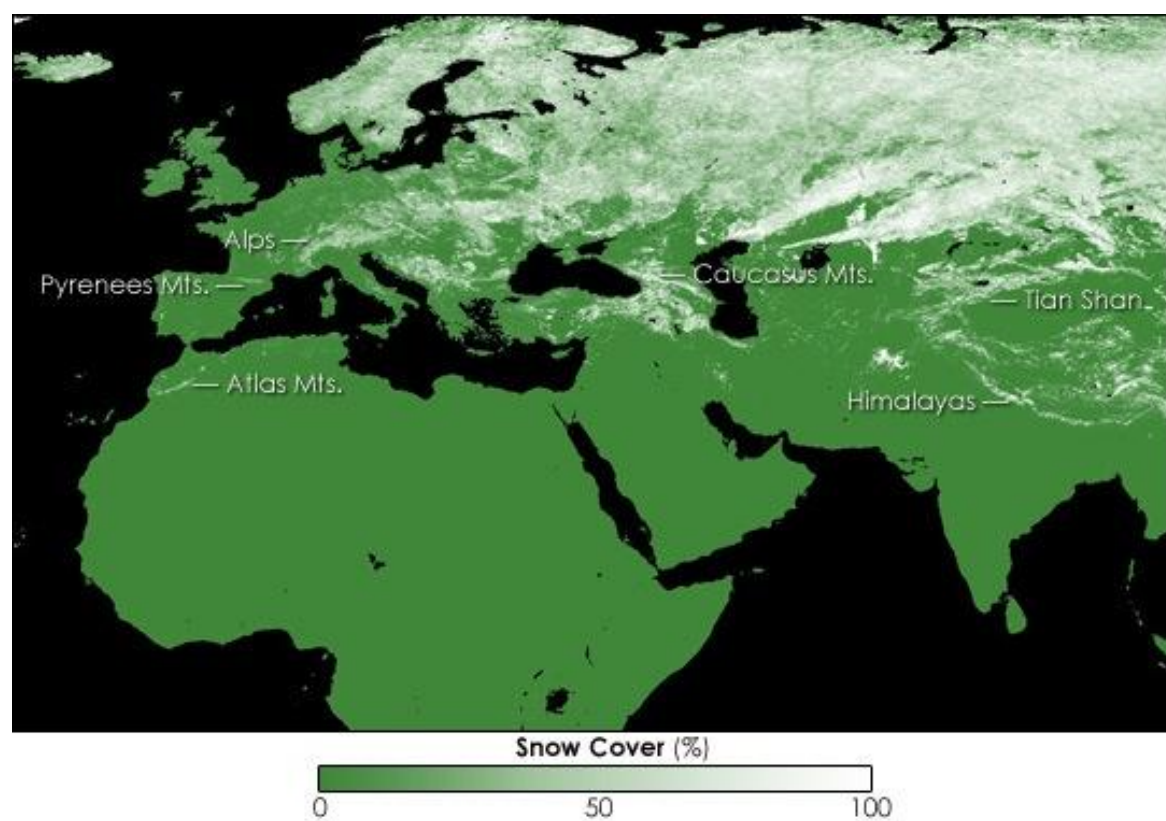 Alps
Pyrenees Mts.
Caucasus Mts.
Tian Shan
Atlas Mts.
Himalayas
Snow Cover (%)
0 50 100